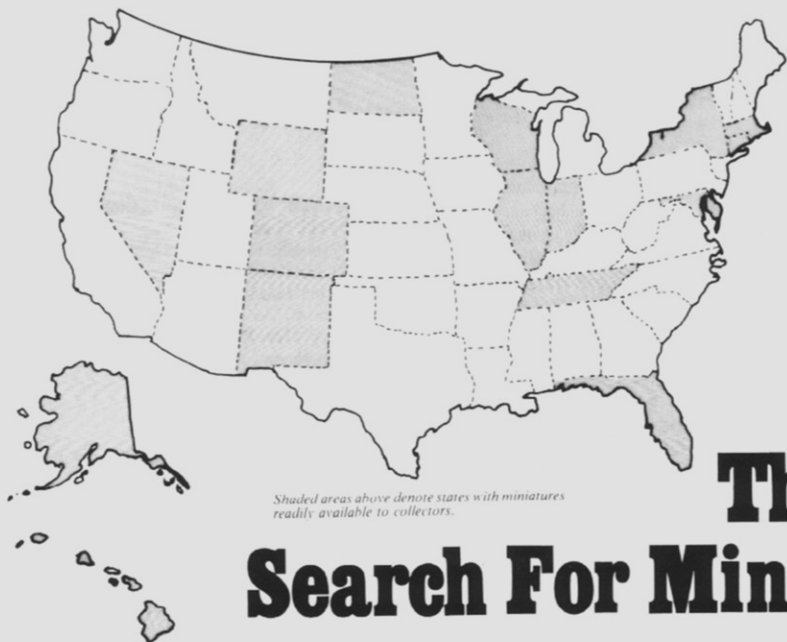 Shaded areas above denote states with miniatures
readily available to collectors.
Th
Search For Min